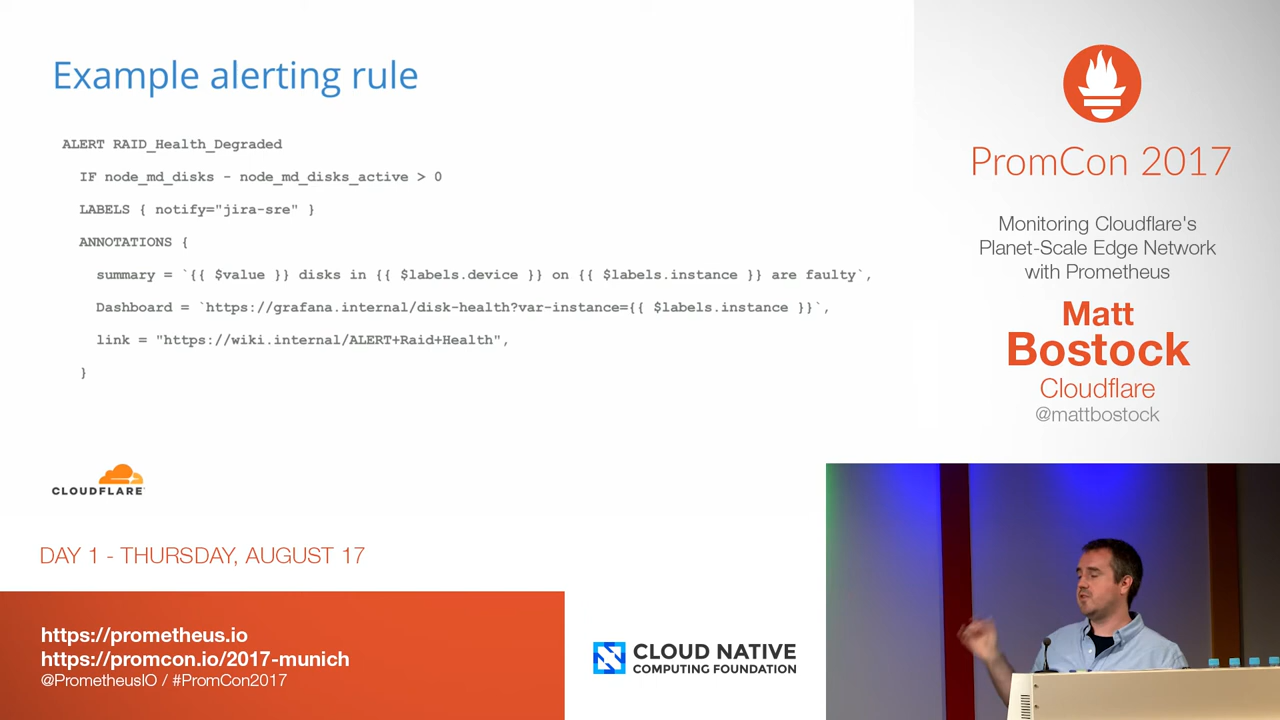 Example alerting rule
ALERT RAID_Health_Degraded
IF node_md_disks - node_md_disks_active > 0
LABELS { notify="jira-sre" }
ANNOTATIONS {
summary = `{{ $value }} disks in {{ $labels.device }} on {{ $labels.instance }} are faulty`,
Dashboard = `https://grafana.internal/disk-health?var-instance={{ $labels.instance }}`,
link = "https://wiki.internal/ALERT+Raid+Health",
}
CLOUDFLARE
PromCon 2017
Monitoring Cloudflare's
Planet-Scale Edge Network
with Prometheus
Matt
Bostock
Cloudflare
@mattbostock
DAY 1 - THURSDAY, AUGUST 17
https://prometheus.io
https://promcon.io/2017-munich
@PrometheusIO / #PromCon2017
CLOUD NATIVE
COMPUTING FOUNDATION